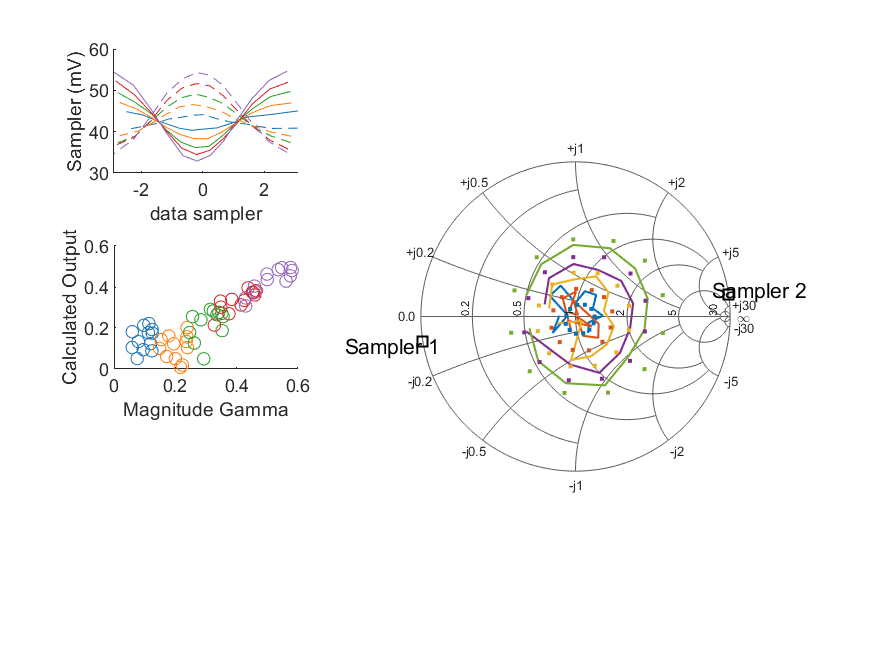 60
50
40
30
Sampler (mV)
-2
0
2
data sampler
0.6
0.4
0.2
0
Calculated Output
0
0.2
0.4
0.6
Magnitude Gamma
+j1
+j0.5
+j2
+j0.2
+j5
Sampler 2
+j30
0.0
0.2
0.5
1
2
5
30
∞
-j30
Sampler 1
-j0.2
-j5
-j0.5
-j2
-j1